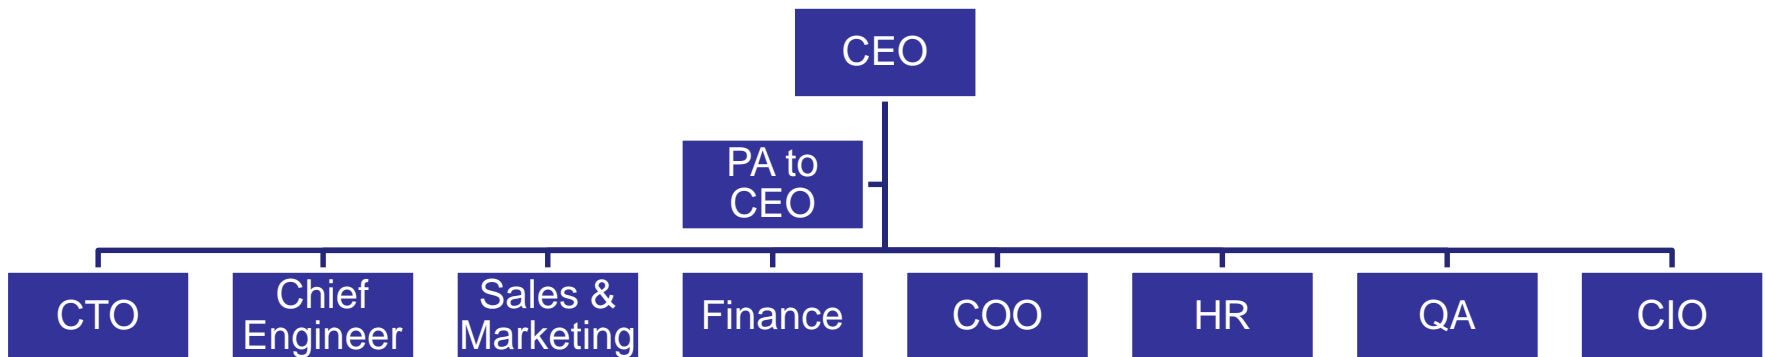 CEO
PA to
CEO
CTO
Chief
Engineer
Sales &
Marketing
Finance
COO
HR
QA
CIO